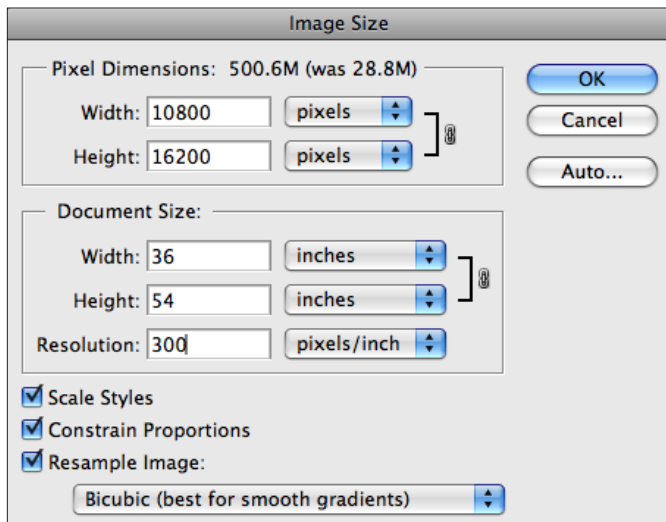 Image Size
Pixel Dimensions: 500.6M (was 28.8M)
Width: 10800 pixels
Height: 16200 pixels
OK
Cancel
Auto...
Document Size:
Width: 36 inches
Height: 54 inches
Resolution: 300 pixels/inch
Scale Styles
Constrain Proportions
Resample Image:
Bicubic (best for smooth gradients)